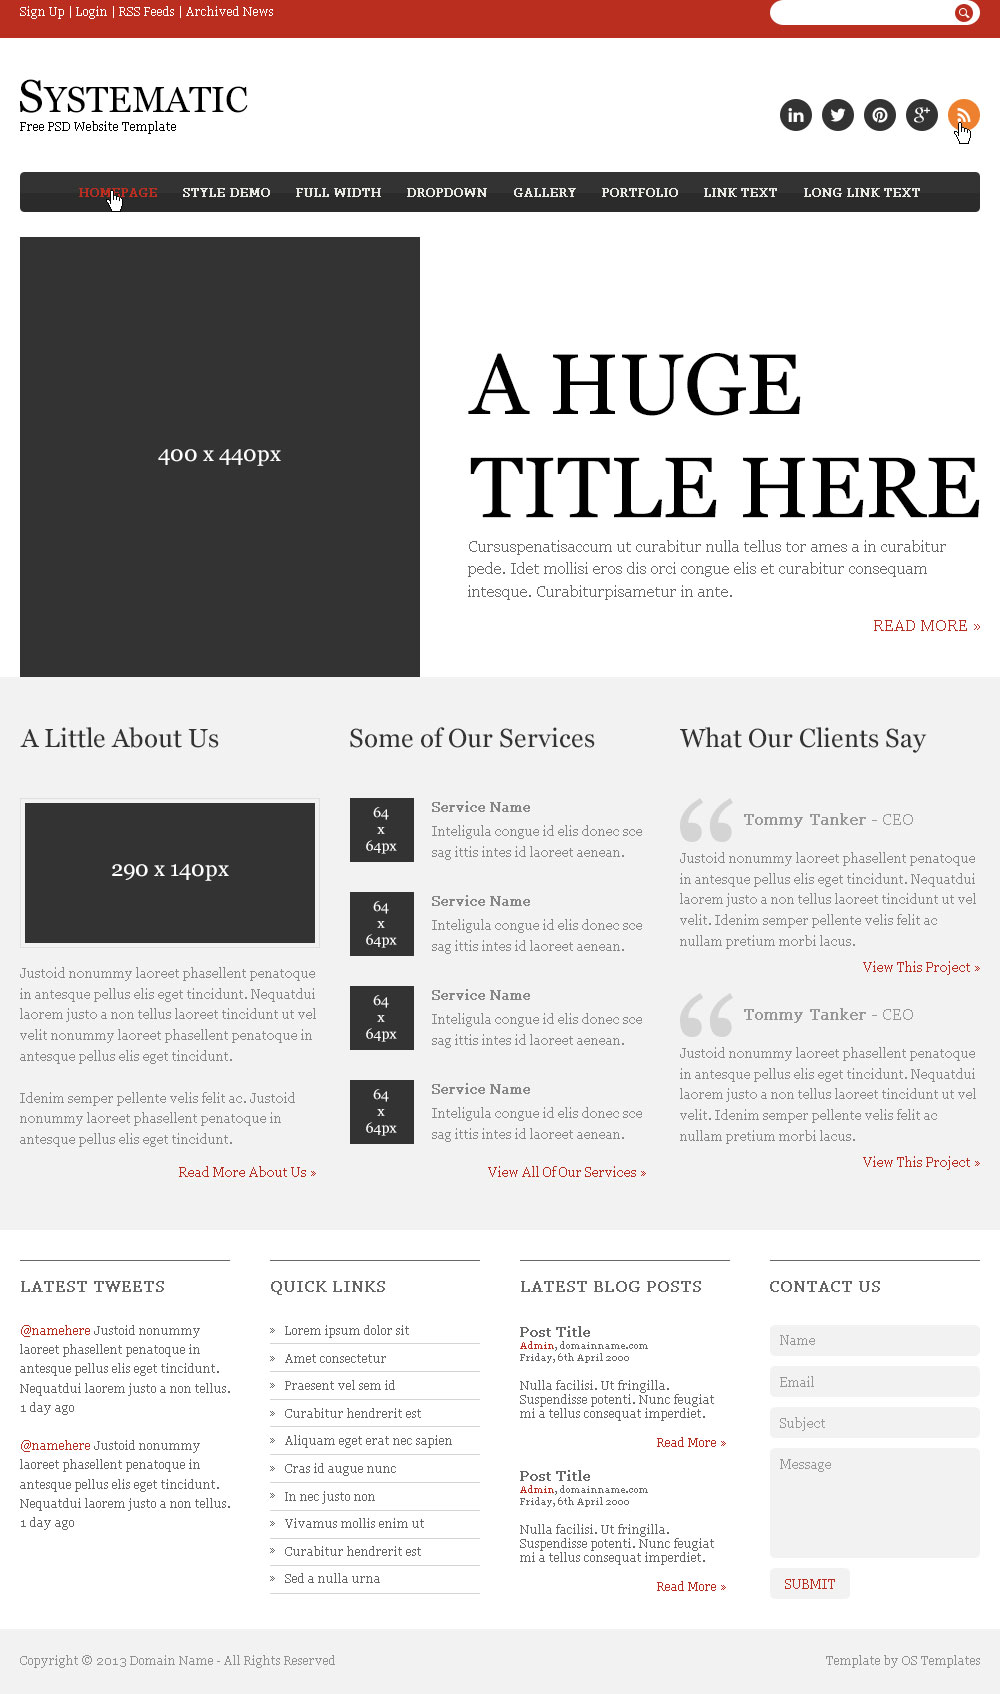 Sign Up | Login | RSS Feeds | Archived News
SYSTEMATIC
Free PSD Website Template
in g+
HOMEPAGE STYLE DEMO FULL WIDTH DROPDOWN GALLERY PORTFOLIO LINK TEXT LONG LINK TEXT
400 x 440px
A HUGE
TITLE HERE
Cursuspenatisaccum ut curabitur nulla tellus tor ames a in curabitur
pede. Idet mollisi eros dis orci congue elis et curabitur consequam
intesque. Curabiturpisametur in ante.
READ MORE »
A Little About Us
290 x 140px
Justoid nonummy laoreet phasellent penatoque
in antesque pellus elis eget tincidunt. Nequatdui
laorem justo a non tellus laoreet tincidunt ut vel
velit nonummy laoreet phasellent penatoque in
antesque pellus elis eget tincidunt.
Idenim semper pellente velis felit ac. Justoid
nonummy laoreet phasellent penatoque in
antesque pellus elis eget tincidunt.
Read More About Us »
Some of Our Services
64
x
64px
Service Name
Inteligula congue id elis donec sce
sag ittis intes id laoreet aenean.
64
x
64px
Service Name
Inteligula congue id elis donec sce
sag ittis intes id laoreet aenean.
64
x
64px
Service Name
Inteligula congue id elis donec sce
sag ittis intes id laoreet aenean.
64
x
64px
Service Name
Inteligula congue id elis donec sce
sag ittis intes id laoreet aenean.
View All Of Our Services »
What Our Clients Say
“ Tommy Tanker - CEO
Justoid nonummy laoreet phasellent penatoque
in antesque pellus elis eget tincidunt. Nequatdui
laorem justo a non tellus laoreet tincidunt ut vel
velit. Idenim semper pellente velis felit ac
nullam pretium morbi lacus.
View This Project »
“ Tommy Tanker - CEO
Justoid nonummy laoreet phasellent penatoque
in antesque pellus elis eget tincidunt. Nequatdui
laorem justo a non tellus laoreet tincidunt ut vel
velit. Idenim semper pellente velis felit ac
nullam pretium morbi lacus.
View This Project »
LATEST TWEETS
@namehere Justoid nonummy
laoreet phasellent penatoque in
antesque pellus elis eget tincidunt.
Nequatdui laorem justo a non tellus.
1 day ago
@namehere Justoid nonummy
laoreet phasellent penatoque in
antesque pellus elis eget tincidunt.
Nequatdui laorem justo a non tellus.
1 day ago
QUICK LINKS
» Lorem ipsum dolor sit
» Amet consectetur
» Praesent vel sem id
» Curabitur hendrerit est
» Aliquam eget erat nec sapien
» Cras id augue nunc
» In nec justo non
» Vivamus mollis enim ut
» Curabitur hendrerit est
» Sed a nulla urna
LATEST BLOG POSTS
Post Title
Admin, domainname.com
Friday, 6th April 2000
Nulla facilisi. Ut fringilla.
Suspendisse potenti. Nunc feugiat
mi a tellus consequat imperdiet.
Read More »
Post Title
Admin, domainname.com
Friday, 6th April 2000
Nulla facilisi. Ut fringilla.
Suspendisse potenti. Nunc feugiat
mi a tellus consequat imperdiet.
Read More »
CONTACT US
Name
Email
Subject
Message
SUBMIT
Copyright © 2013 Domain Name - All Rights Reserved
Template by OS Templates